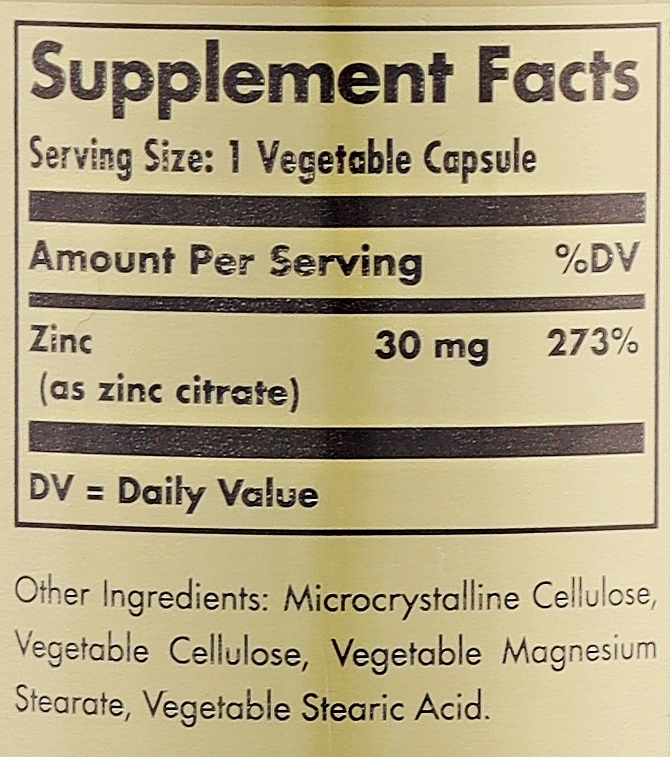 Supplement Facts
Serving Size: 1 Vegetable Capsule
Amount Per Serving %DV
Zinc 30 mg 273%
(as zinc citrate)
DV = Daily Value
Other Ingredients: Microcrystalline Cellulose,
Vegetable Cellulose, Vegetable Magnesium
Stearate, Vegetable Stearic Acid.